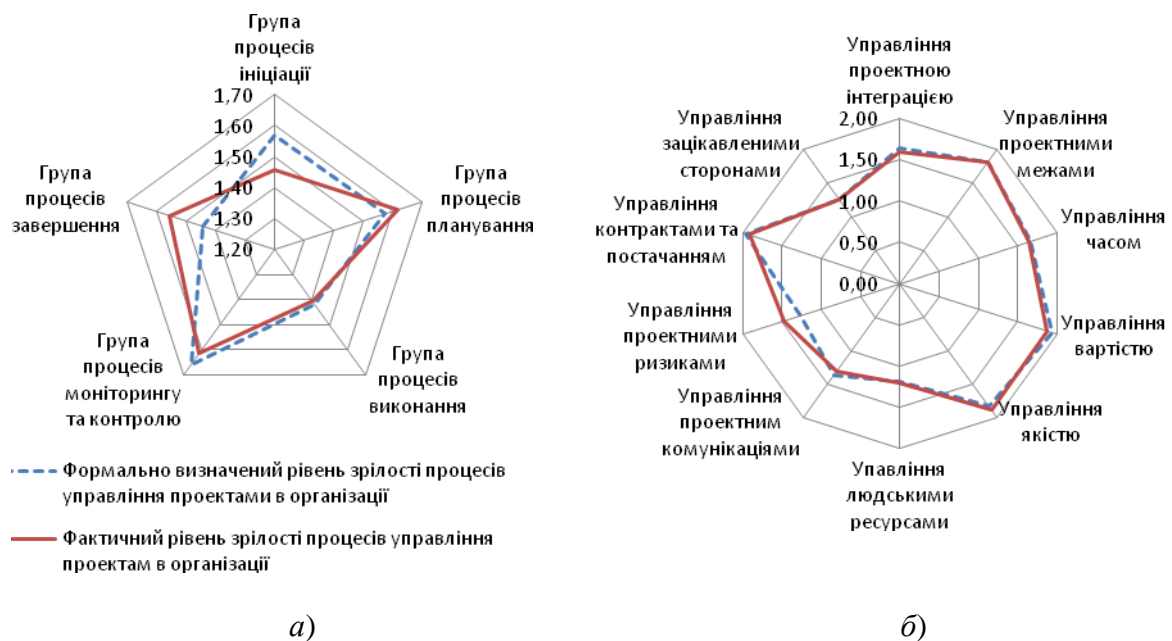 Група
процесів
ініціації
1,70
1,60
1,50
1,40
1,30
1,20
Група
процесів
планування
Група
процесів
виконання
Група
процесів
моніторингу
та контролю
Група
процесів
завершення
Формально визначений рівень зрілості процесів
управління проектами в організації
Фактичний рівень зрілості процесів управління
проектам в організації
а)
Управління
проектною
інтеграцією
2,00
1,50
1,00
0,50
0,00
Управління
проектними
межами
Управління
часом
Управління
вартістю
Управління
якістю
Упавління
людськими
ресурсами
Управління
проектним
комунікаціями
Управління
проектними
ризиками
Управління
контрактами та
постачанням
Управління
зацікавленими
сторонами
б)